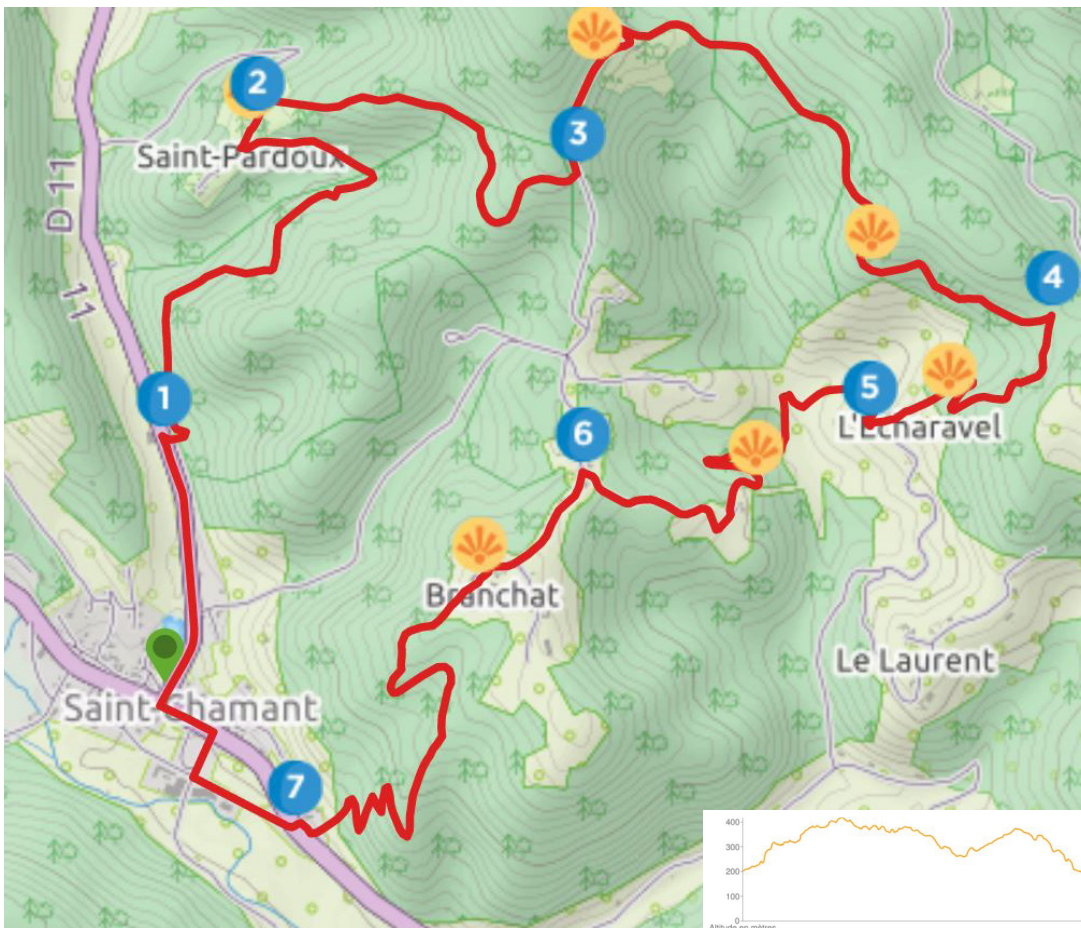 2
3
Saint-Pardoux
D 11
11
4
1
5
L'Écharavel
6
Branchat
Le Laurent
Saint-Chamant
7
400
300
200
100
0
Altitude en mètres